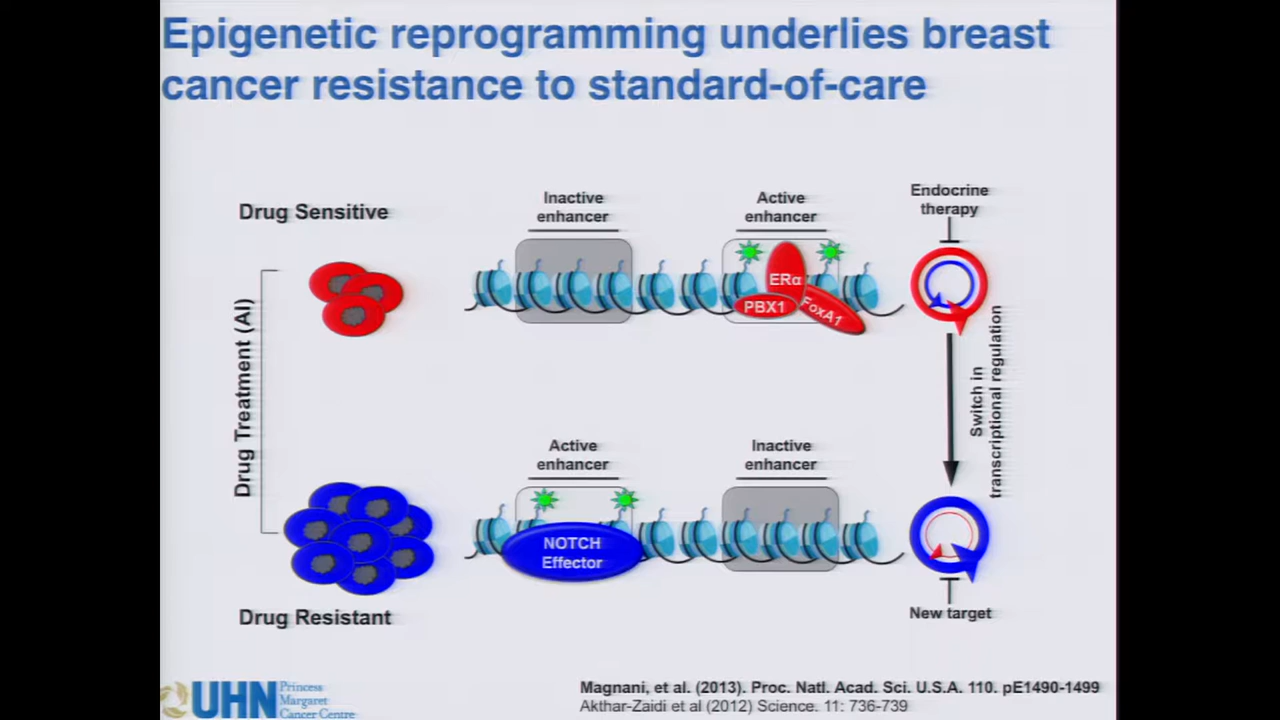 Epigenetic reprogramming underlies breast
cancer resistance to standard-of-care
Drug Sensitive
Inactive
enhancer
Active
enhancer
Endocrine
therapy
ERα
PBX1
FoxA1
Drug Treatment (AI)
Switch in
transcriptional regulation
Active
enhancer
Inactive
enhancer
NOTCH
Effector
Drug Resistant
New target
UHN
Princess
Margaret
Cancer Centre
Magnani, et al. (2013). Proc. Natl. Acad. Sci. U.S.A. 110. pE1490-1499
Akthar-Zaidi et al (2012) Science. 11: 736-739